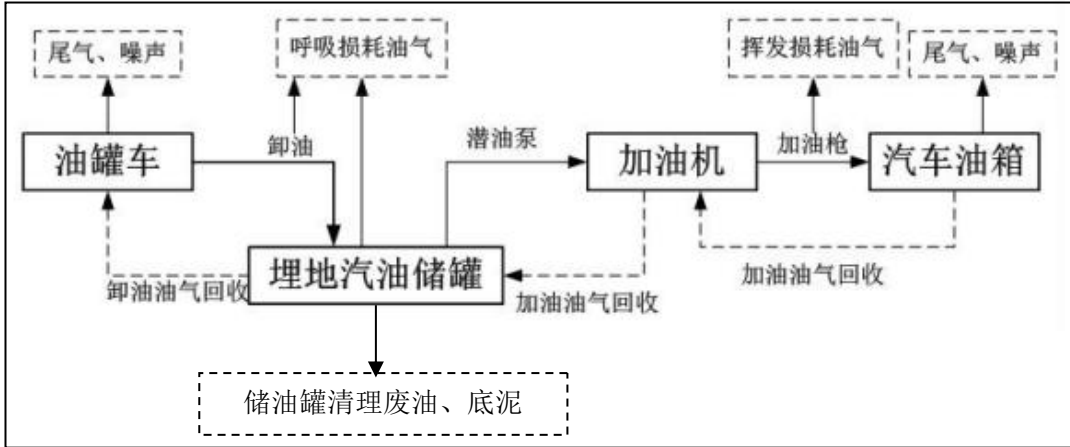 尾气、噪声
呼吸损耗油气
挥发损耗油气
尾气、噪声
油罐车
卸油
潜油泵
加油机
加油枪
汽车油箱
埋地汽油储罐
卸油油气回收
加油油气回收
加油油气回收
储油罐清理废油、底泥